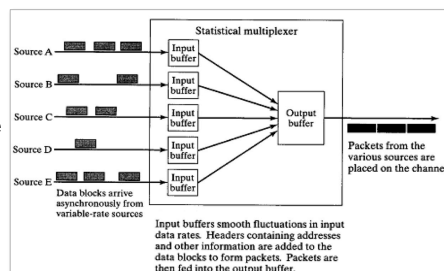 Statistical multiplexer
Source A
Input
buffer
Source B
Input
buffer
Source C
Input
buffer
Output
buffer
Source D
Input
buffer
Packets from the
various sources are
placed on the channel
Source E
Input
buffer
Data blocks arrive
asynchronously from
variable-rate sources
Input buffers smooth fluctuations in input
data rates. Headers containing addresses
and other information are added to the
data blocks to form packets. Packets are
then fed into the output buffer.